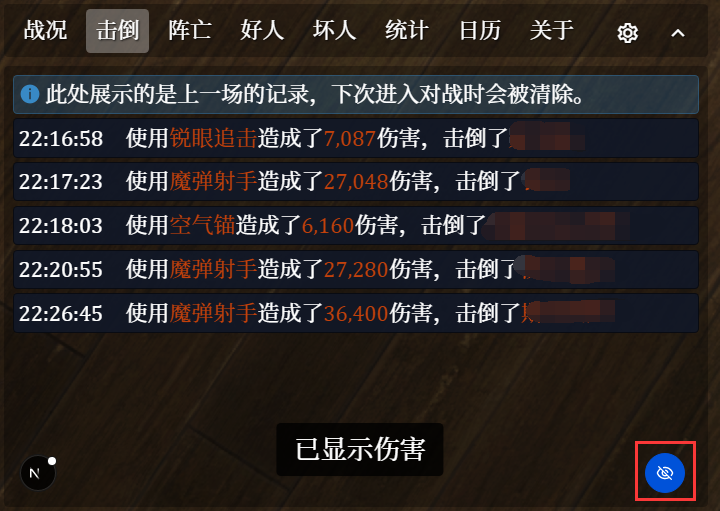 战况 击倒 阵亡 好人 坏人 统计 日历 关于
此处展示的是上一场的记录，下次进入对战时会被清除。
22:16:58 使用锐眼追击造成了7,087伤害，击倒了
22:17:23 使用魔弹射手造成了27,048伤害，击倒了
22:18:03 使用空气锚造成了6,160伤害，击倒了
22:20:55 使用魔弹射手造成了27,280伤害，击倒了
22:26:45 使用魔弹射手造成了36,400伤害，击倒了
已显示伤害
N